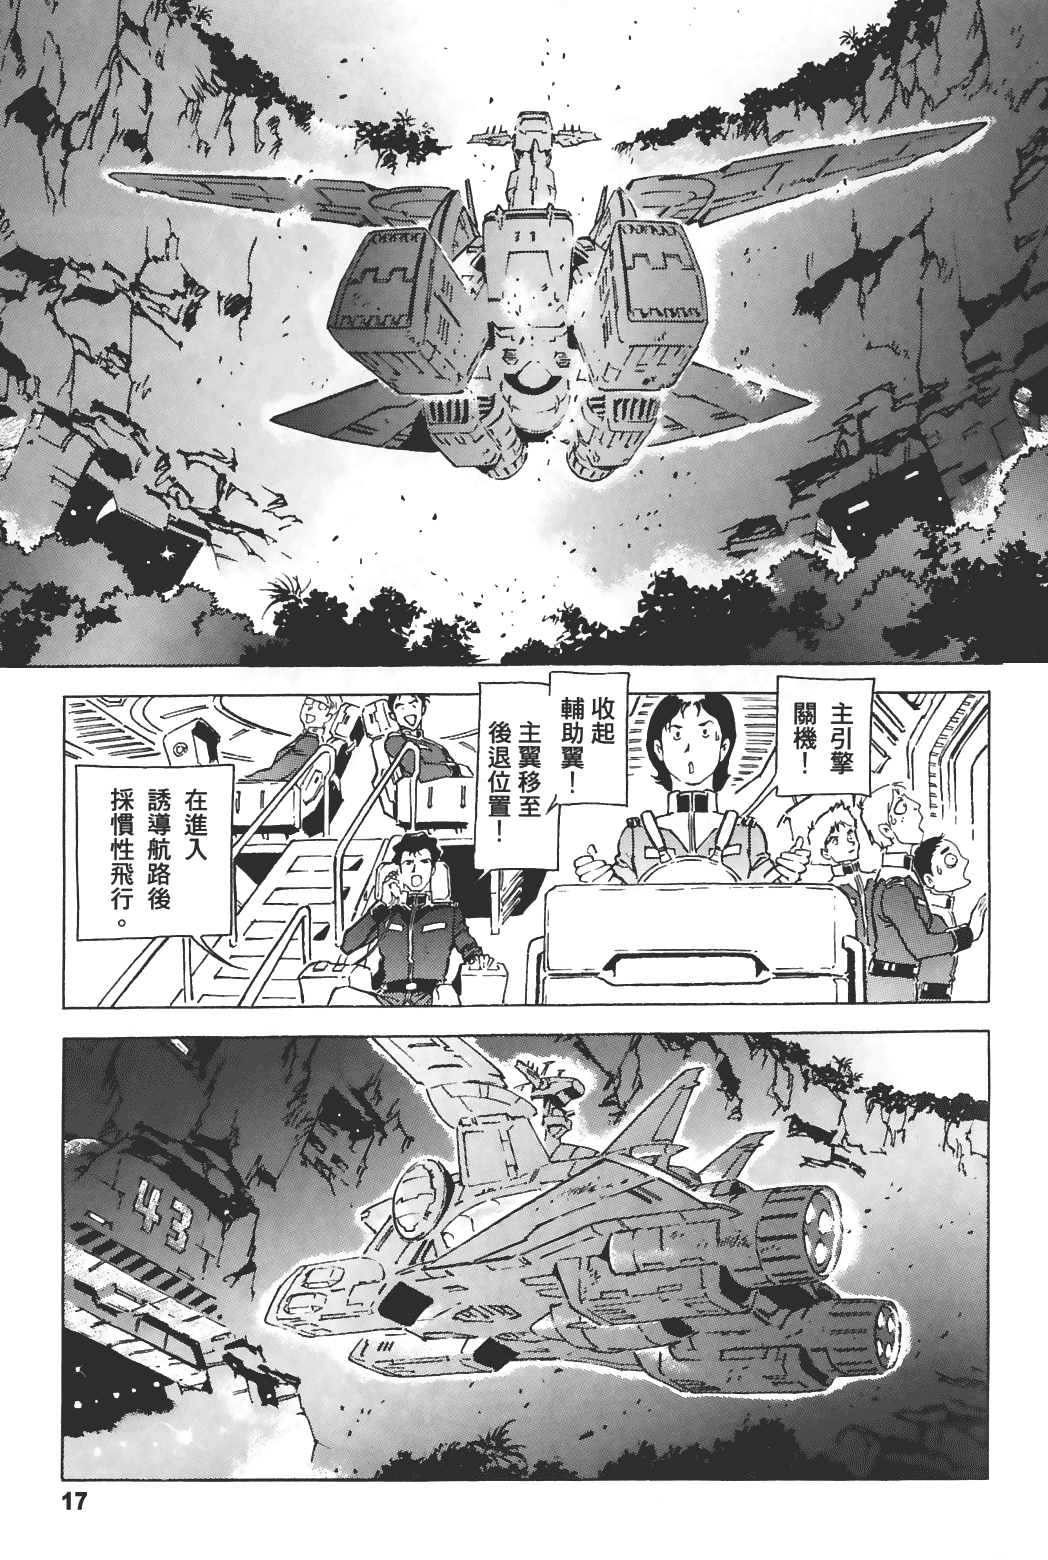 11
主引擎
關機！
收起
輔助翼！
主翼移至
後退位置！
在進入
誘導航路後
採慣性飛行。
43
17